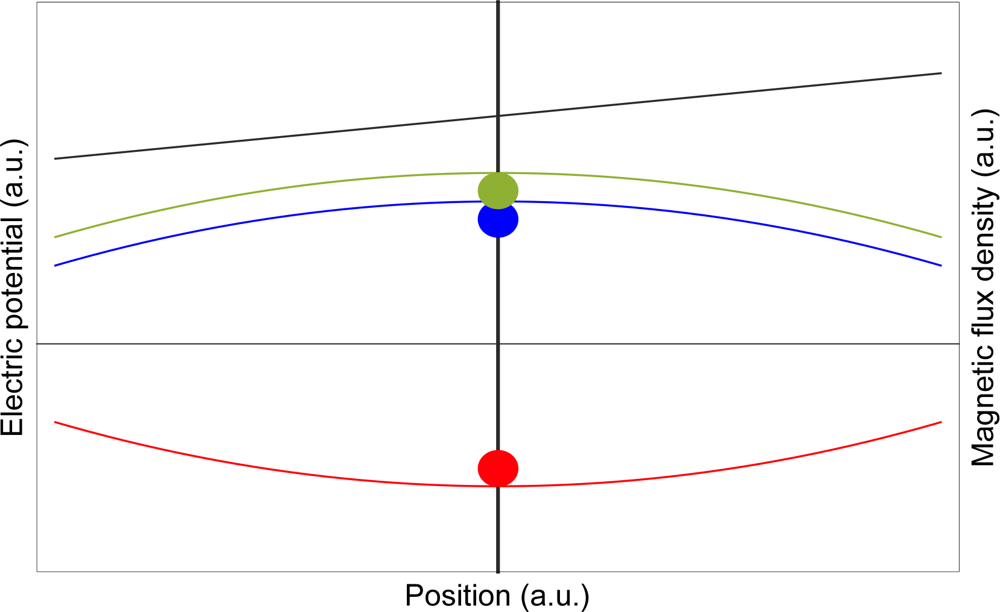 Electric potential (a.u.)
Magnetic flux density (a.u.)
Position (a.u.)